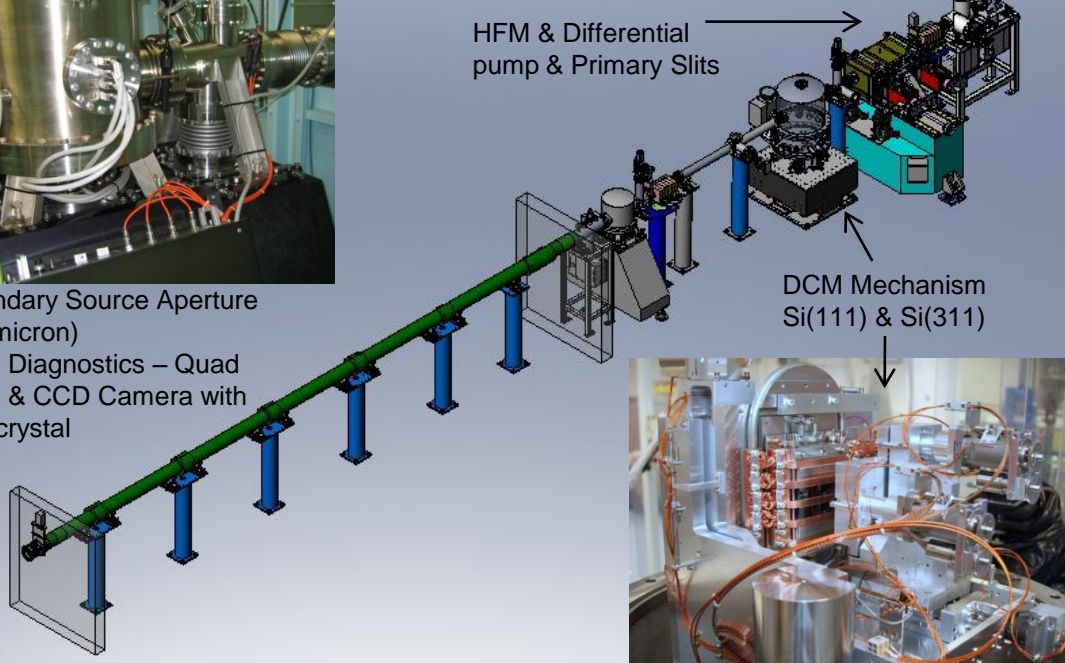 HFM & Differential
pump & Primary Slits
DCM Mechanism
Si(111) & Si(311)
ndary Source Aperture
micron)
Diagnostics – Quad
& CCD Camera with
crystal